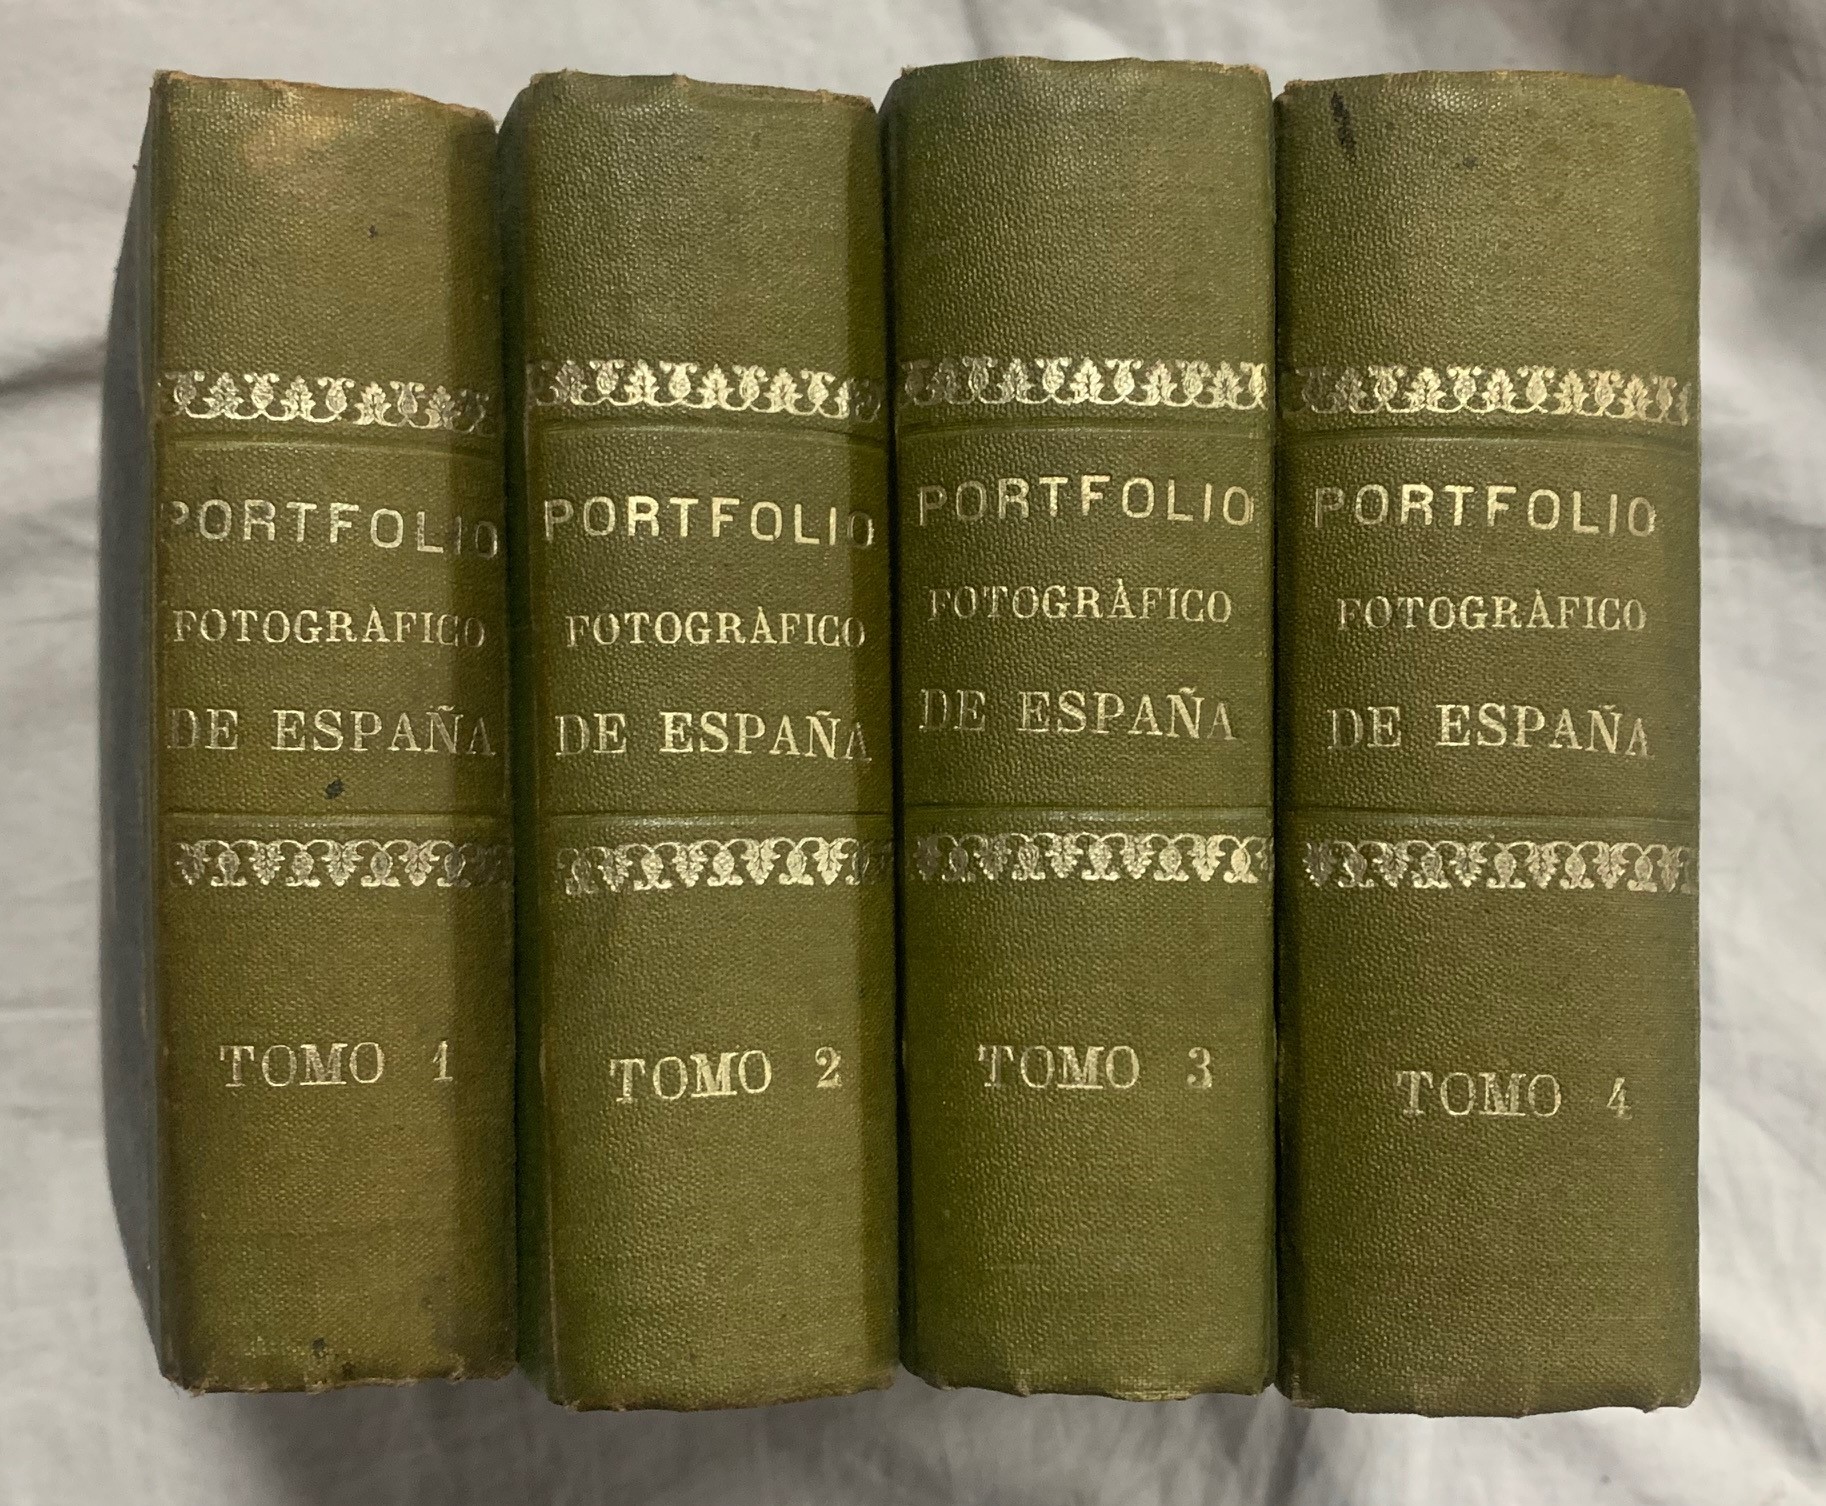 PORTFOLIO
FOTOGRÀFICO
DE ESPAÑA
TOMO 1
PORTFOLIO
FOTOGRÀFICO
DE ESPAÑA
TOMO 2
PORTFOLIO
FOTOGRÀFICO
DE ESPAÑA
TOMO 3
PORTFOLIO
FOTOGRÀFICO
DE ESPAÑA
TOMO 4